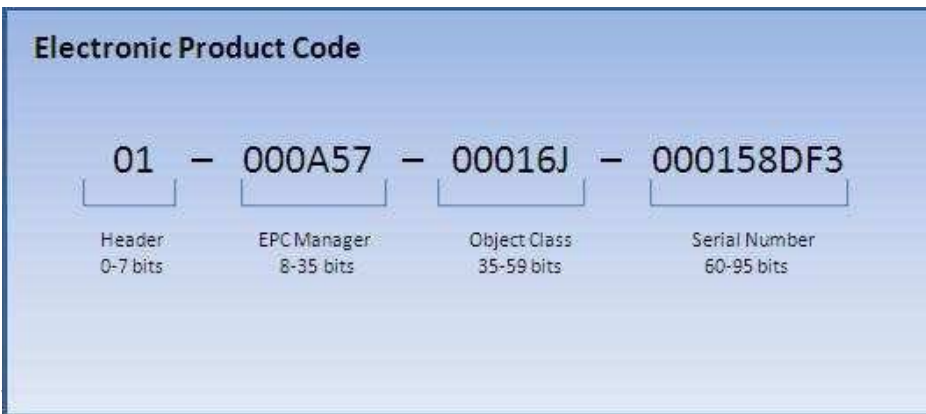 Electronic Product Code
01 – 000A57 – 00016J – 000158DF3
Header EPC Manager Object Class Serial Number
0-7 bits 8-35 bits 35-59 bits 60-95 bits